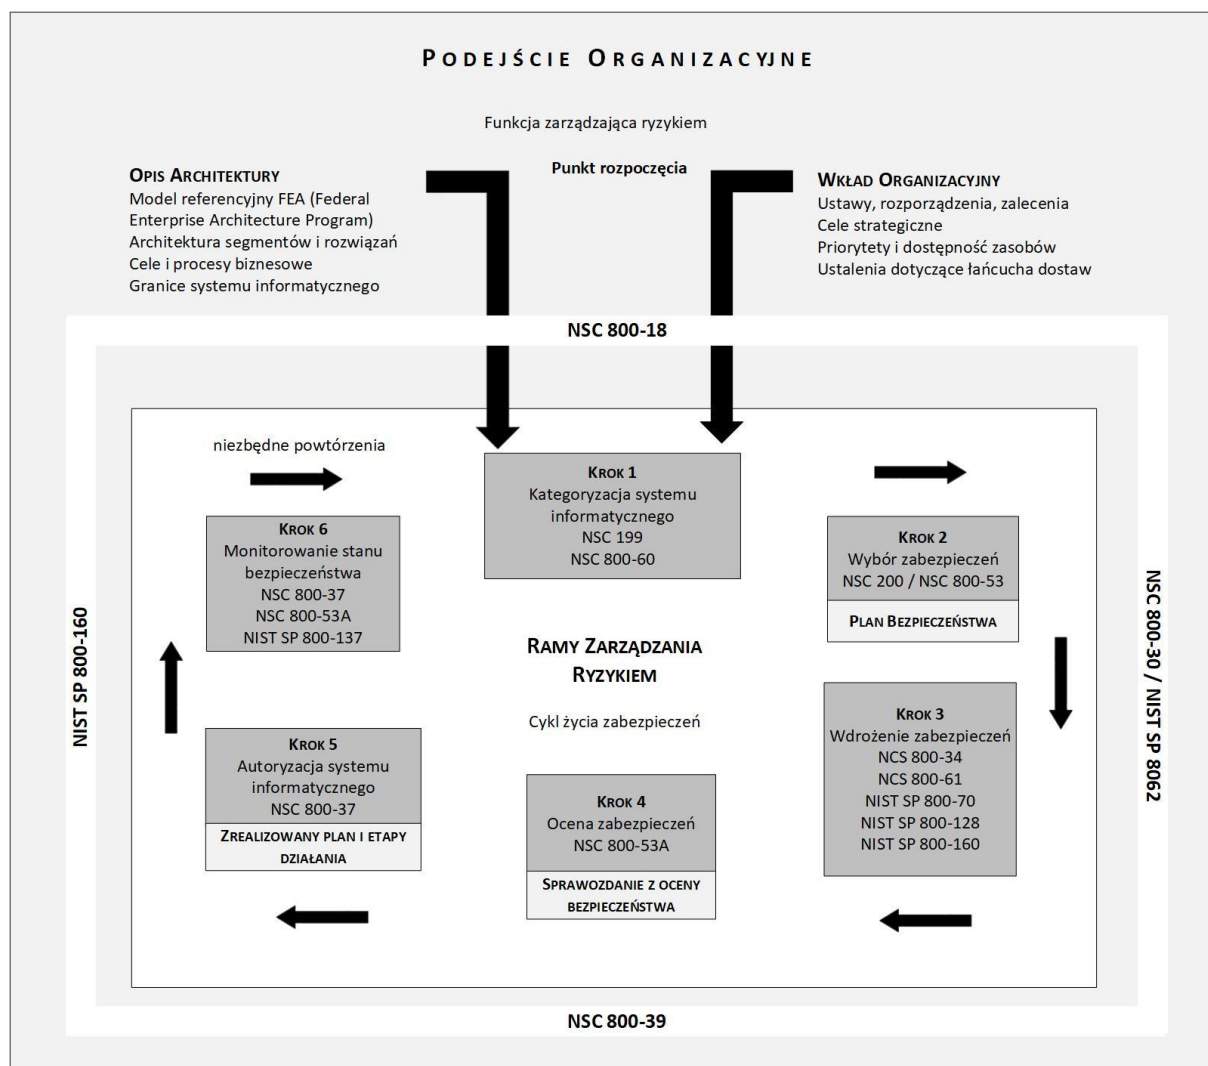 PODEJŚCIE ORGANIZACYJNE
Funkcja zarządzająca ryzykiem
Punkt rozpoczęcia
OPIS ARCHITEKTURY
Model referencyjny FEA (Federal
Enterprise Architecture Program)
Architektura segmentów i rozwiązań
Cele i procesy biznesowe
Granice systemu informatycznego
WKŁAD ORGANIZACYJNY
Ustawy, rozporządzenia, zalecenia
Cele strategiczne
Priorytety i dostępność zasobów
Ustalenia dotyczące łańcucha dostaw
NSC 800-18
niezbędne powtórzenia
KROK 1
Kategoryzacja systemu
informatycznego
NSC 199
NSC 800-60
KROK 2
Wybór zabezpieczeń
NSC 200 / NSC 800-53
PLAN BEZPIECZEŃSTWA
KROK 3
Wdrożenie zabezpieczeń
NCS 800-34
NCS 800-61
NIST SP 800-70
NIST SP 800-128
NIST SP 800-160
KROK 4
Ocena zabezpieczeń
NSC 800-53A
SPRAWOZDANIE Z OCENY
BEZPIECZEŃSTWA
KROK 5
Autoryzacja systemu
informatycznego
NSC 800-37
ZREALIZOWANY PLAN I ETAPY
DZIAŁANIA
KROK 6
Monitorowanie stanu
bezpieczeństwa
NSC 800-37
NSC 800-53A
NIST SP 800-137
RAMY ZARZĄDZANIA
RYZYKIEM
Cykl życia zabezpieczeń
NIST SP 800-160
NSC 800-30 / NIST SP 8062
NSC 800-39